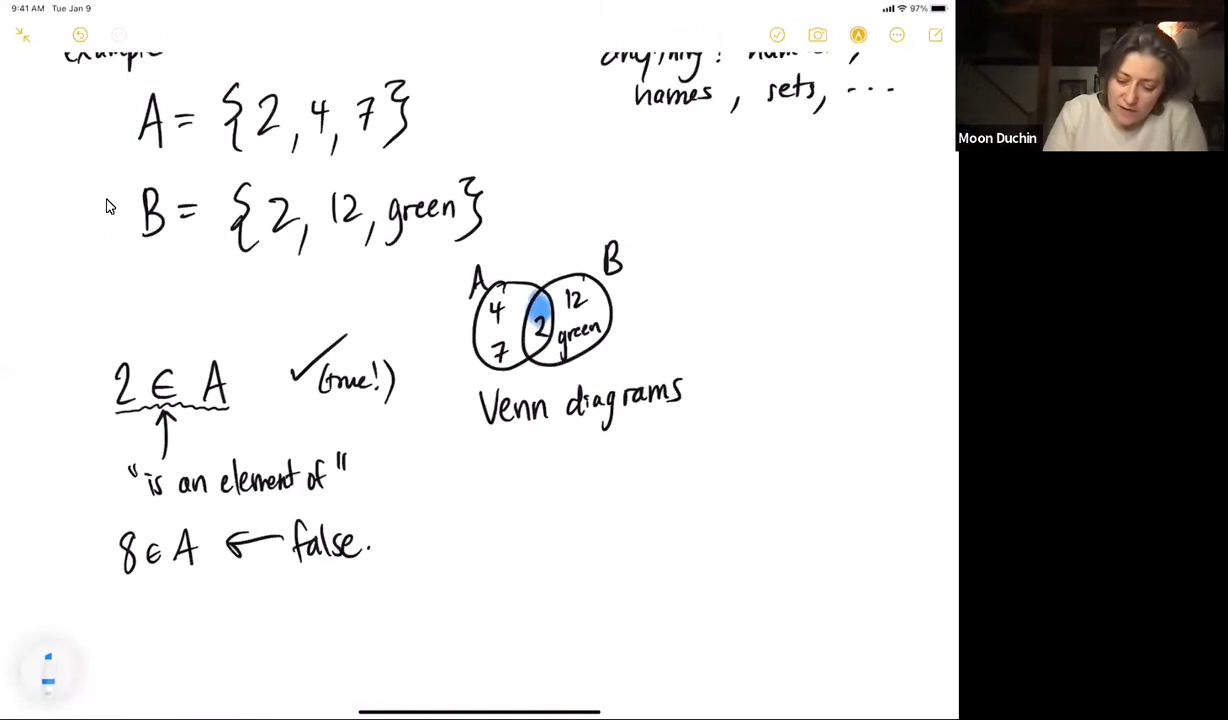 9:41 AM Tue Jan 9
97%
example
anything!
names, sets, ...
A = {2, 4, 7}
Moon Duchin
B = {2, 12, green}
A
B
4
12
2
green
7
2 ∈ A ✓ (true!)
Venn diagrams
"is an element of"
8 ∈ A ← false.